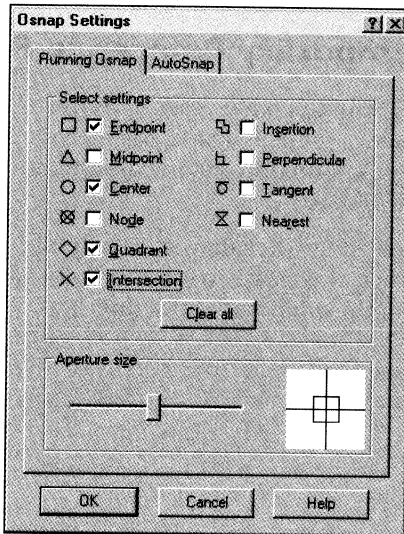 Osnap Settings
Running Osnap
AutoSnap
Select settings
Endpoint
Midpoint
Center
Node
Quadrant
Intersection
Insertion
Perpendicular
Tangent
Nearest
Clear all
Aperture size
OK
Cancel
Help